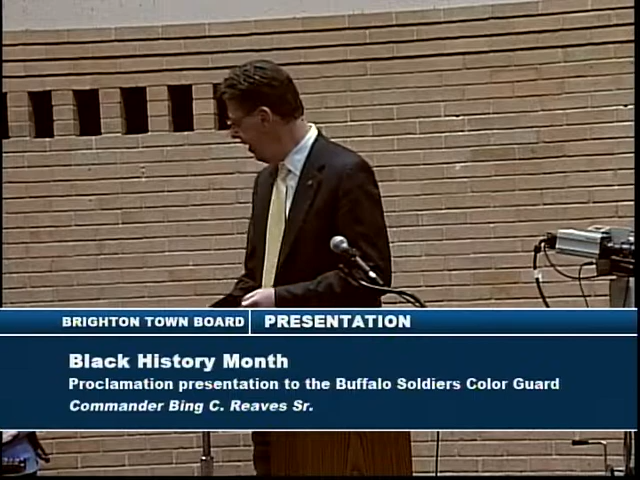 BRIGHTON TOWN BOARD PRESENTATION
Black History Month
Proclamation presentation to the Buffalo Soldiers Color Guard
Commander Bing C. Reaves Sr.